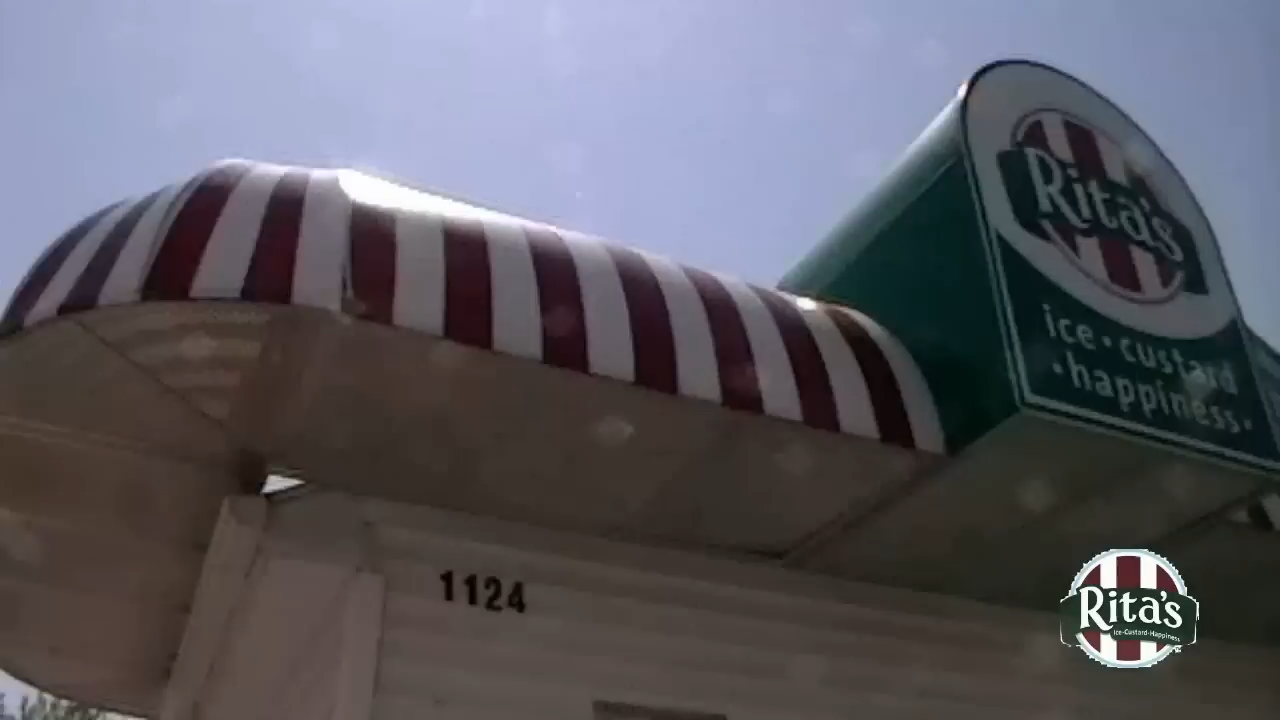 Rita's
ice • custard
• happiness •
1124
Rita's
Ice-Custard-Happiness